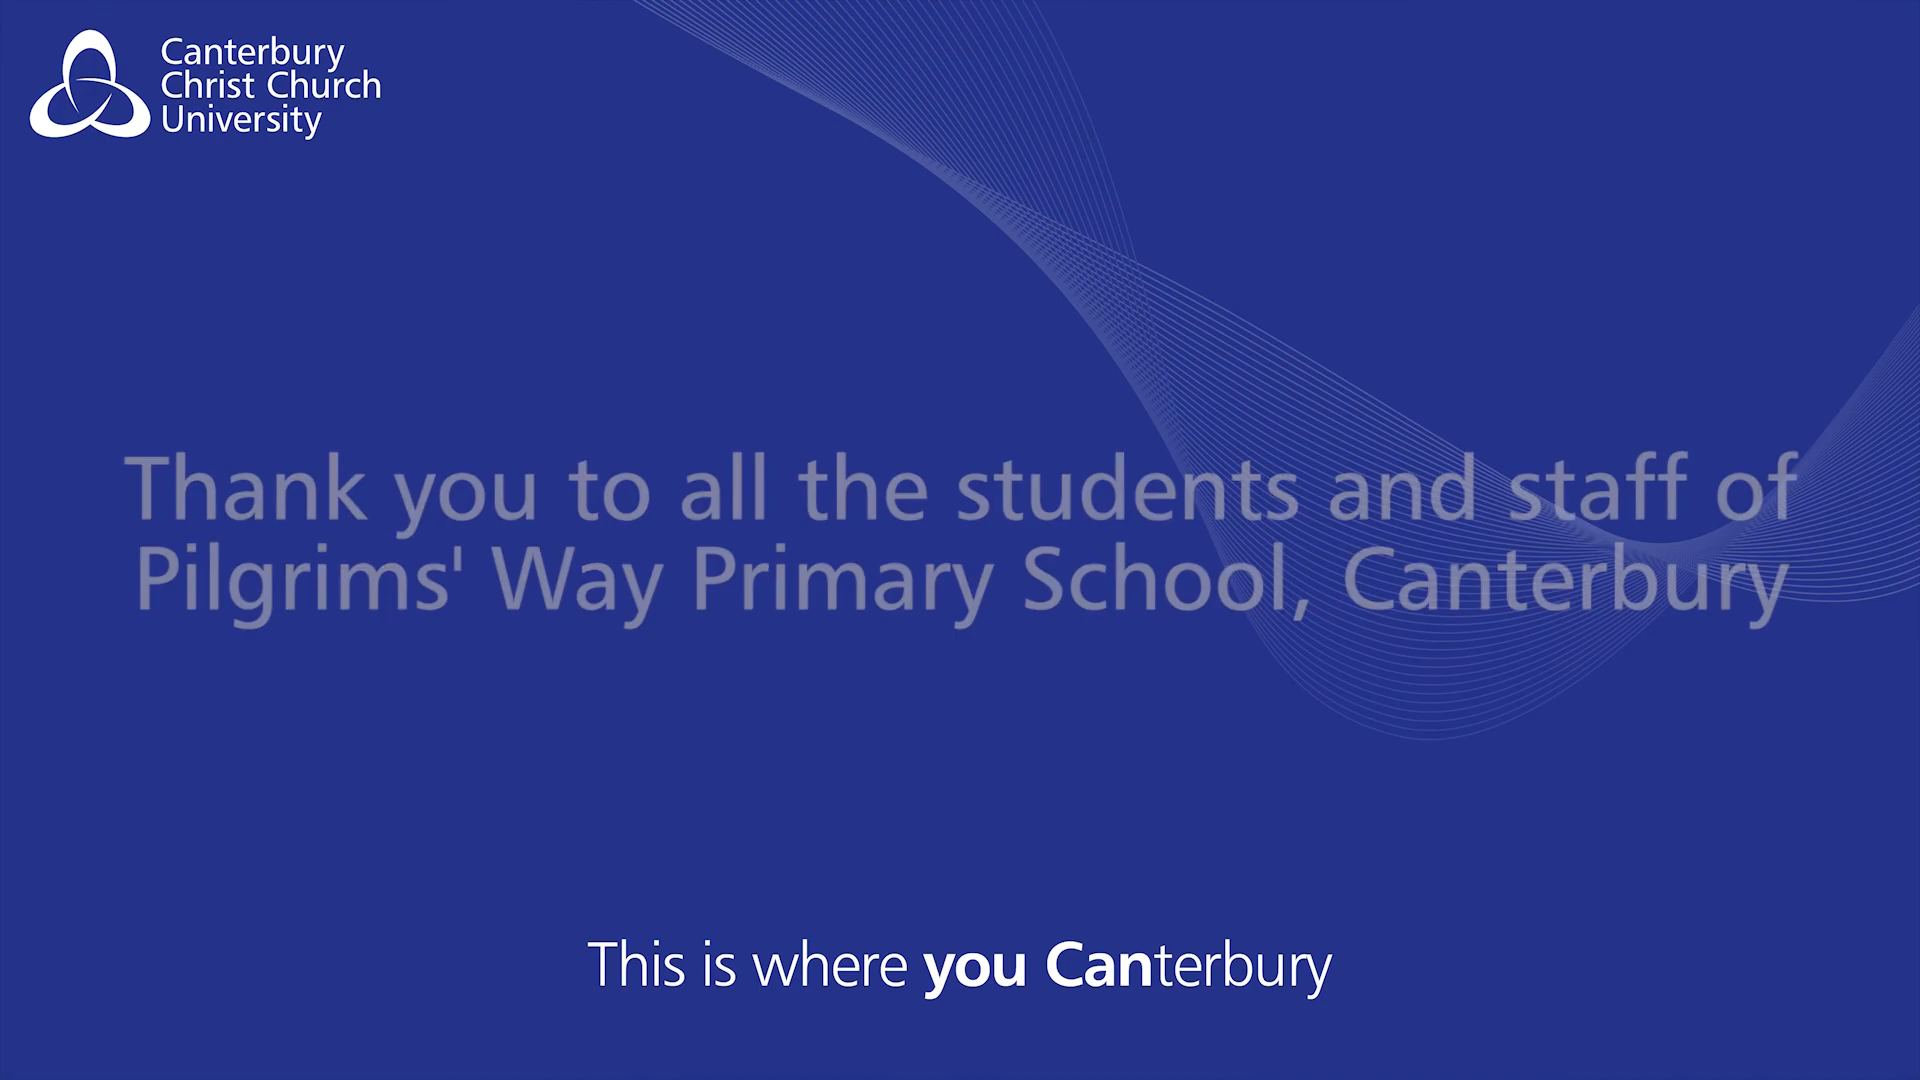 Canterbury
Christ Church
University
Thank you to all the students and staff of
Pilgrims' Way Primary School, Canterbury
This is where you Canterbury